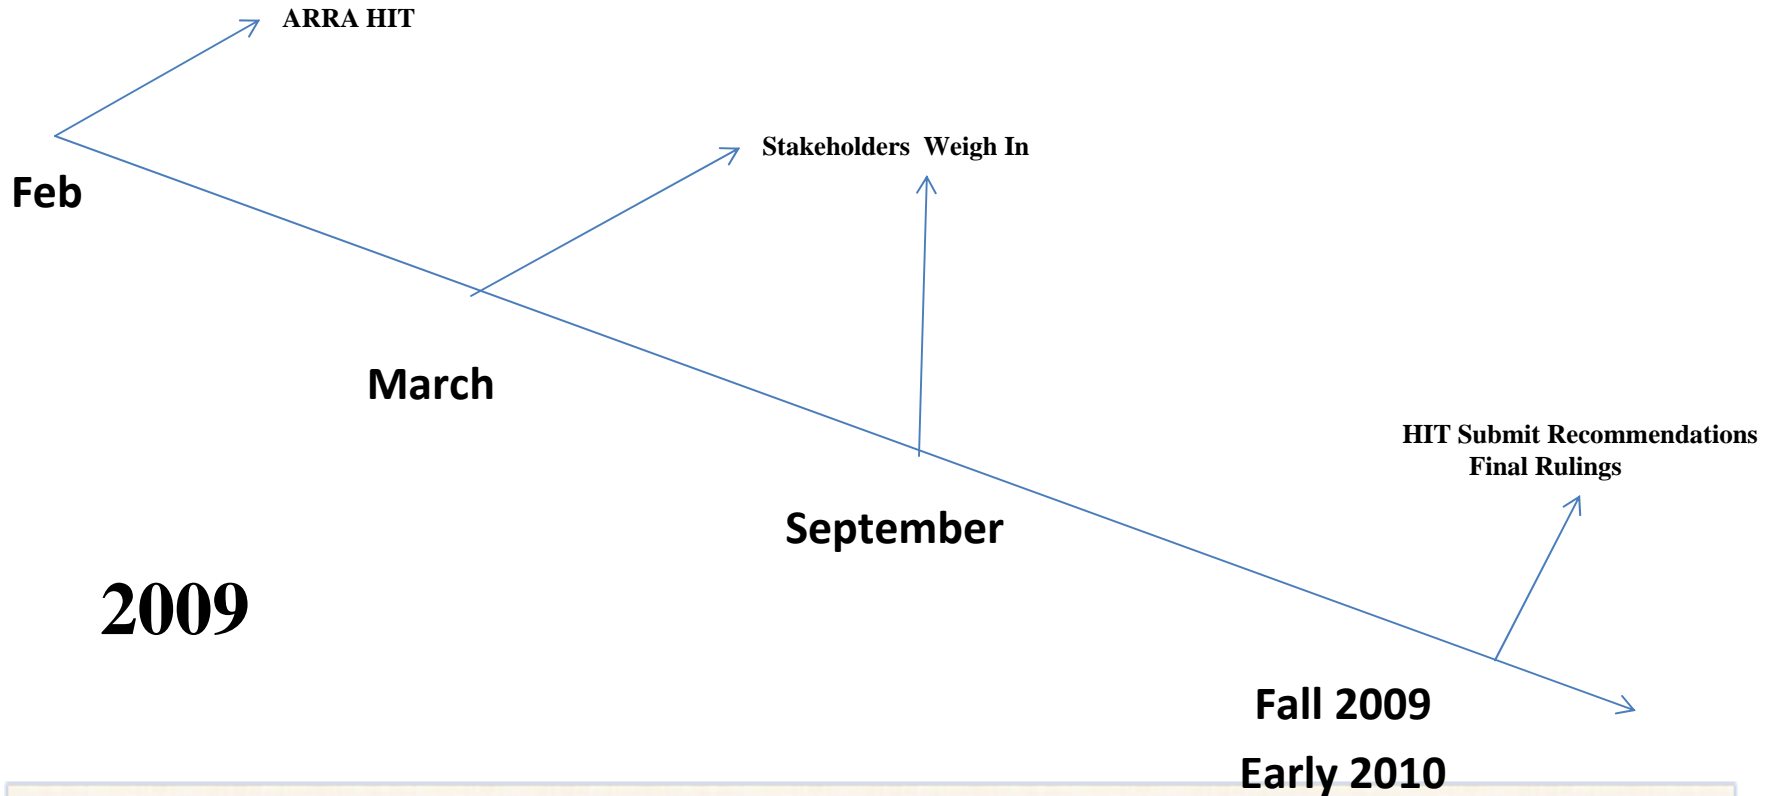 ARRA HIT
Stakeholders  Weigh In
Feb
March
HIT Submit Recommendations
Final Rulings
September
2009
Fall 2009
Early 2010